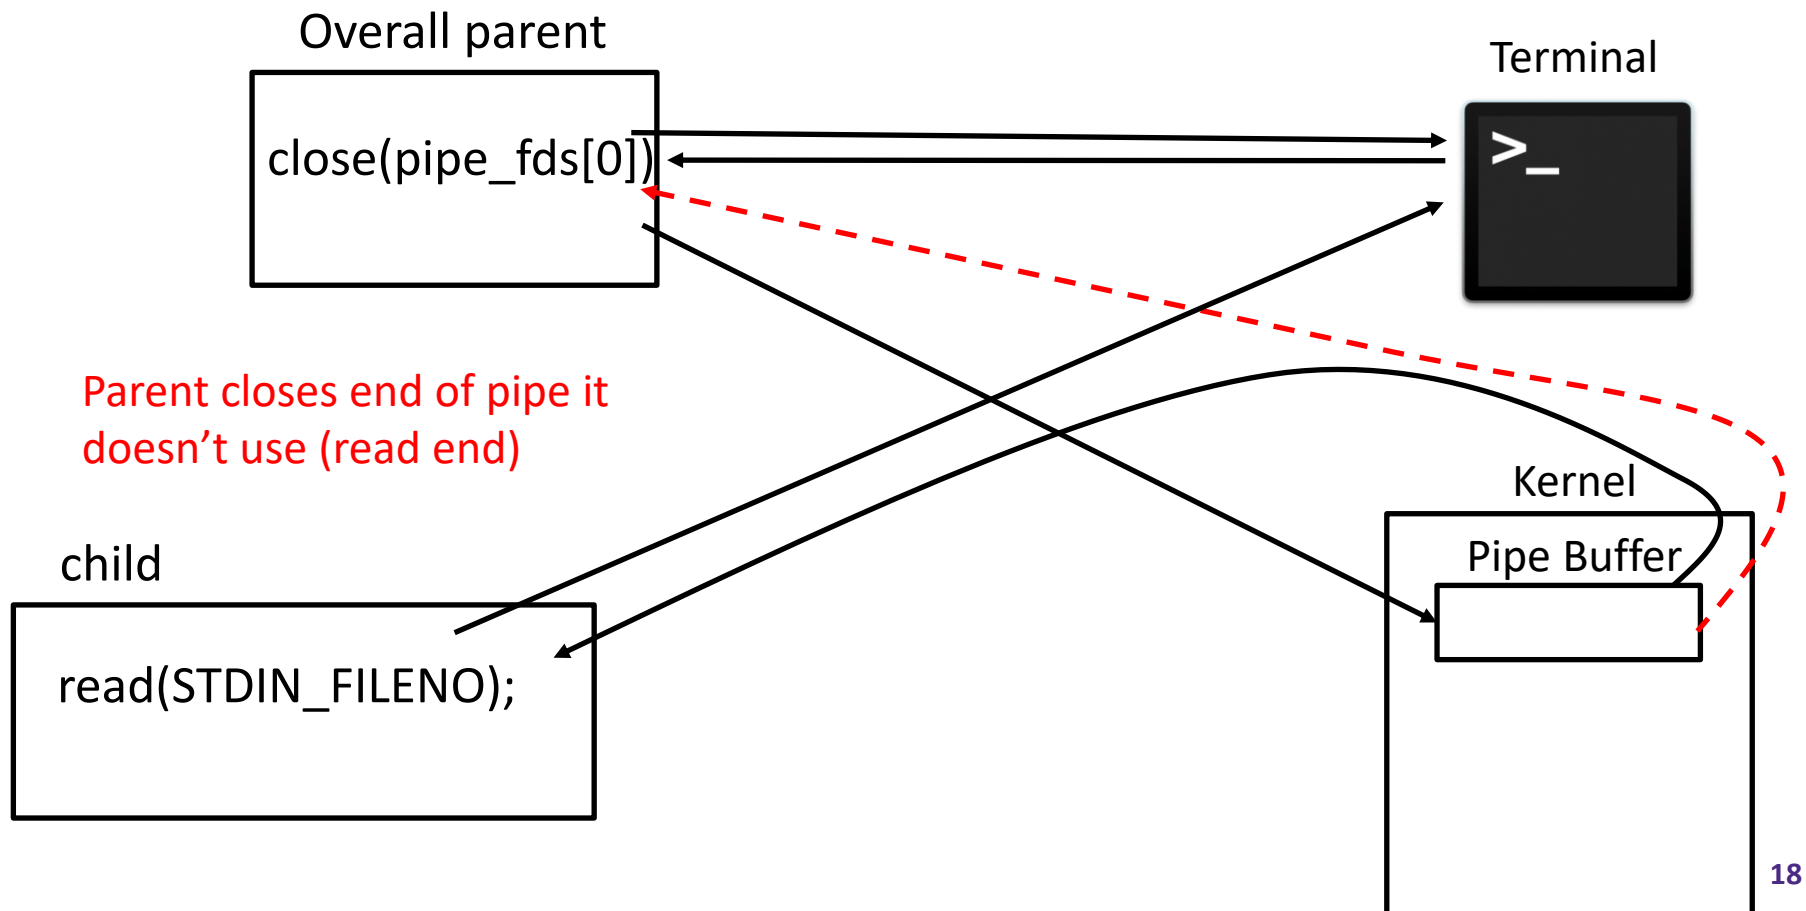 Overall parent
Terminal
close(pipe_fds[0])
>_
Parent closes end of pipe it
doesn’t use (read end)
Kernel
Pipe Buffer
child
read(STDIN_FILENO);
18